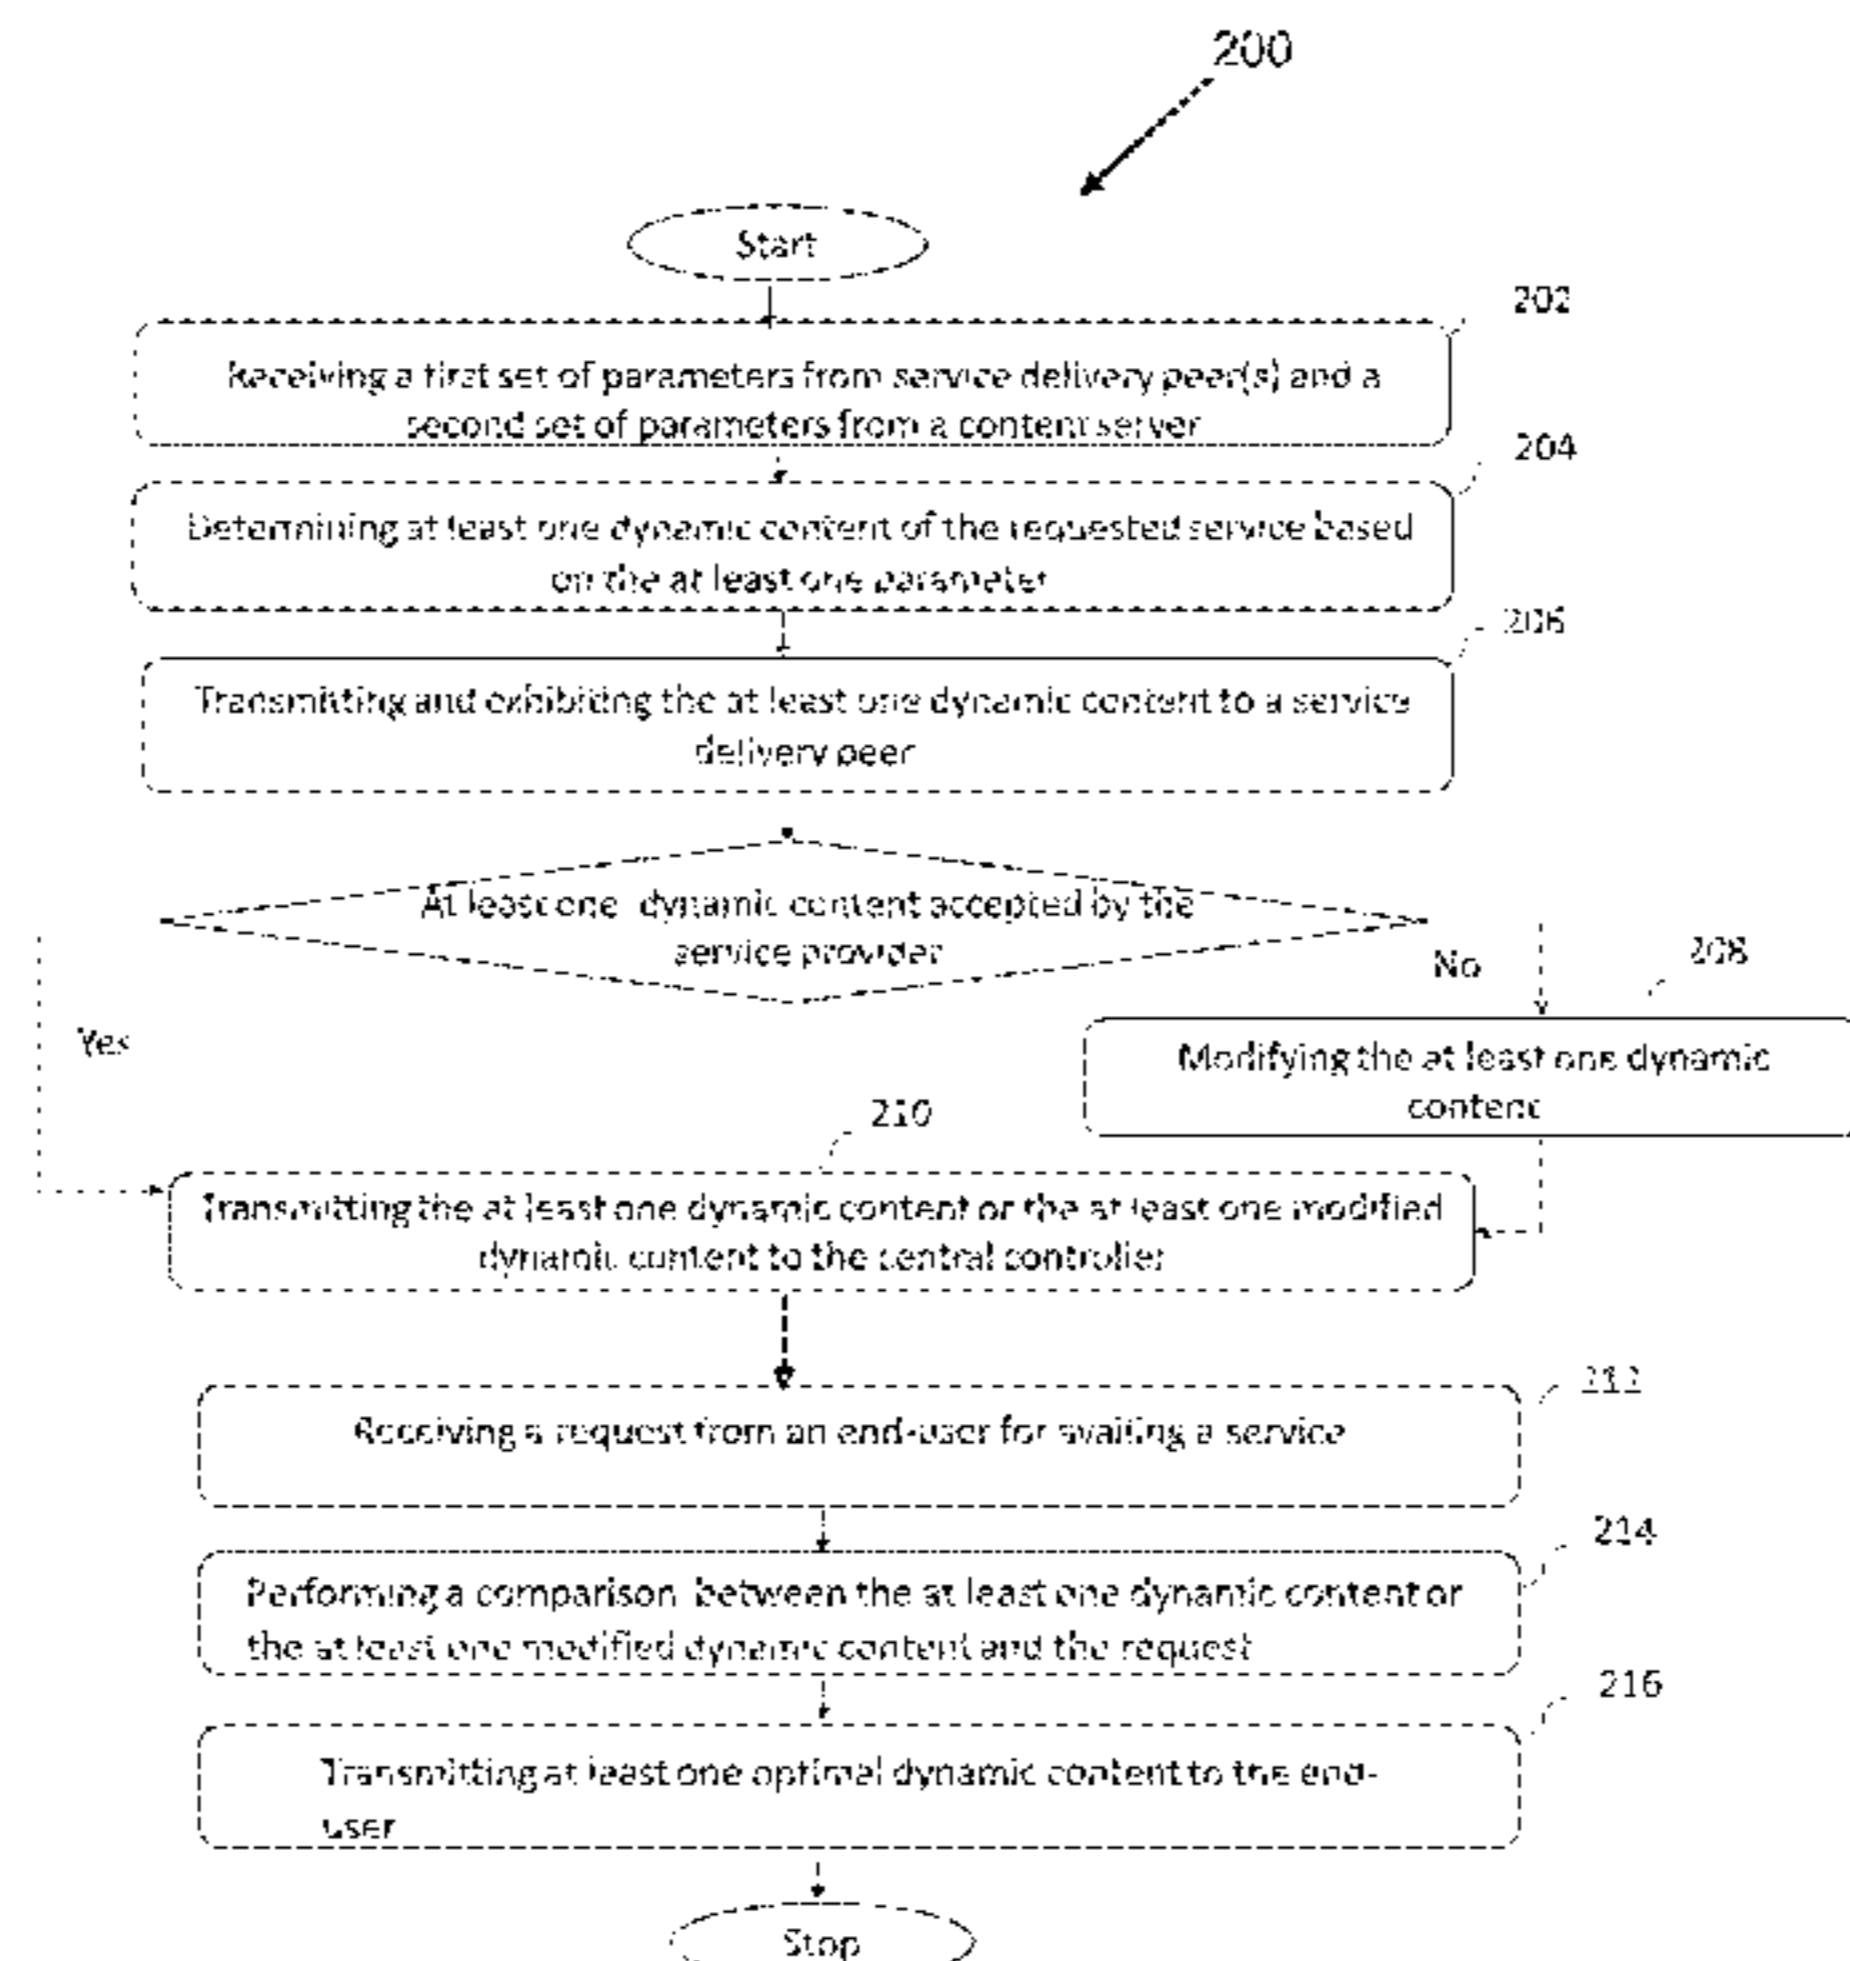 200
Start
202
Receiving a first set of parameters from service delivery peer(s) and a
second set of parameters from a content server
204
Determining at least one dynamic content of the requested service based
on the at least one parameter
206
Transmitting and exhibiting the at least one dynamic content to a service
delivery peer
At least one dynamic content accepted by the
service provider
No
208
Yes
Modifying the at least one dynamic
content
210
Transmitting the at least one dynamic content or the at least one modified
dynamic content to the central controller
212
Receiving a request from an end-user for availing a service
214
Performing a comparison between the at least one dynamic content or
the at least one modified dynamic content and the request
216
Transmitting at least one optimal dynamic content to the end-
user
Stop